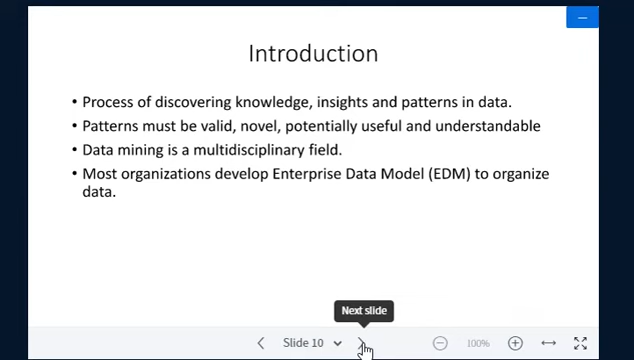 Introduction
• Process of discovering knowledge, insights and patterns in data.
• Patterns must be valid, novel, potentially useful and understandable
• Data mining is a multidisciplinary field.
• Most organizations develop Enterprise Data Model (EDM) to organize
data.
Next slide
Slide 10
100%